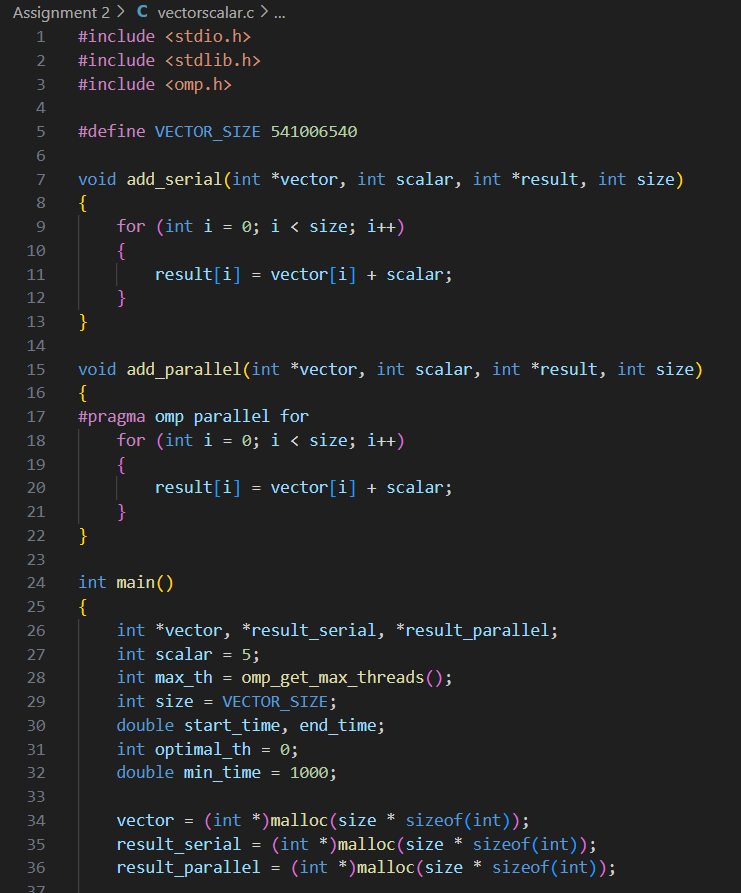 Assignment 2 > C vectorscalar.c > ...
1 #include <stdio.h>
2 #include <stdlib.h>
3 #include <omp.h>
4
5 #define VECTOR_SIZE 541006540
6
7 void add_serial(int *vector, int scalar, int *result, int size)
8 {
9     for (int i = 0; i < size; i++)
10     {
11         result[i] = vector[i] + scalar;
12     }
13 }
14
15 void add_parallel(int *vector, int scalar, int *result, int size)
16 {
17 #pragma omp parallel for
18     for (int i = 0; i < size; i++)
19     {
20         result[i] = vector[i] + scalar;
21     }
22 }
23
24 int main()
25 {
26     int *vector, *result_serial, *result_parallel;
27     int scalar = 5;
28     int max_th = omp_get_max_threads();
29     int size = VECTOR_SIZE;
30     double start_time, end_time;
31     int optimal_th = 0;
32     double min_time = 1000;
33
34     vector = (int *)malloc(size * sizeof(int));
35     result_serial = (int *)malloc(size * sizeof(int));
36     result_parallel = (int *)malloc(size * sizeof(int));
37